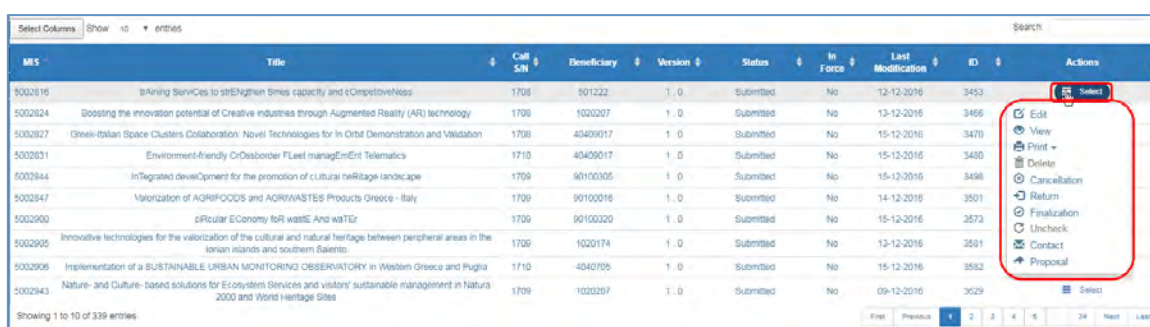 Select Columns Show 10 entries Search:
MIS Title Call S/N Beneficiary Version Status In Force Last Modification ID Actions
5002816 trAining ServiCes to strENgthen Smes capacity and cOmpetitiveNess 1708 501222 1 . 0 Submitted No 12-12-2016 3453 Select
5002824 Boosting the innovation potential of Creative industries through Augmented Reality (AR) technology 1709 1020207 1 . 0 Submitted No 13-12-2016 3466
Edit
5002827 Greek-Italian Space Clusters Collaboration: Novel Technologies for In Orbit Demonstration and Validation 1708 40409017 1 . 0 Submitted No 15-12-2016 3470
View
Print
5002831 Environment-friendly CrOssborder FLeet managEmEnt Telematics 1710 40409017 1 . 0 Submitted No 15-12-2016 3480
Delete
5002844 InTegrated develOpment for the promotion of cUltural heRitage landscape 1709 90100305 1 . 0 Submitted No 15-12-2016 3498
Cancellation
5002847 Valorization of AGRIFOODS and AGRIWASTES Products Greece - Italy 1709 90100016 1 . 0 Submitted No 14-12-2016 3501
Return
Finalization
5002900 ciRcular EConomy foR wastE And waTEr 1709 90100320 1 . 0 Submitted No 15-12-2016 3573
Uncheck
5002905 Innovative technologies for the valorization of the cultural and natural heritage between peripheral areas in the 1709 1020174 1 . 0 Submitted No 13-12-2016 3581
ionian islands and southern Salento
Contact
5002906 Implementation of a SUSTAINABLE URBAN MONITORING OBSERVATORY in Western Greece and Puglia 1710 4040705 1 . 0 Submitted No 15-12-2016 3582
Proposal
5002943 Nature- and Culture- based solutions for Ecosystem Services and visitors' sustainable management in Natura 1709 1020207 1 . 0 Submitted No 09-12-2016 3629 Select
2000 and World Heritage Sites
Showing 1 to 10 of 339 entries First Previous 1 2 3 4 5 34 Next Last